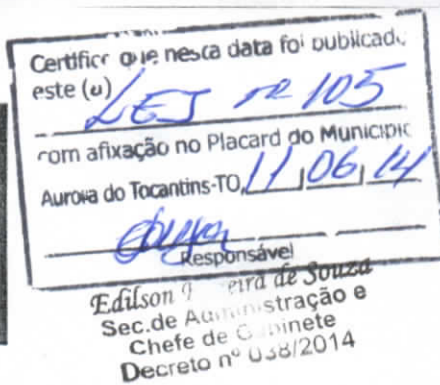 Certifico que nesta data foi publicado
este (a) LEI nº 105
com afixação no Placard do Municipio
Aurora do Tocantins-TO, 11 / 06 / 14
Responsável
Edilson de Souza
Sec.de Administração e
Chefe de Gabinete
Decreto nº 038/2014